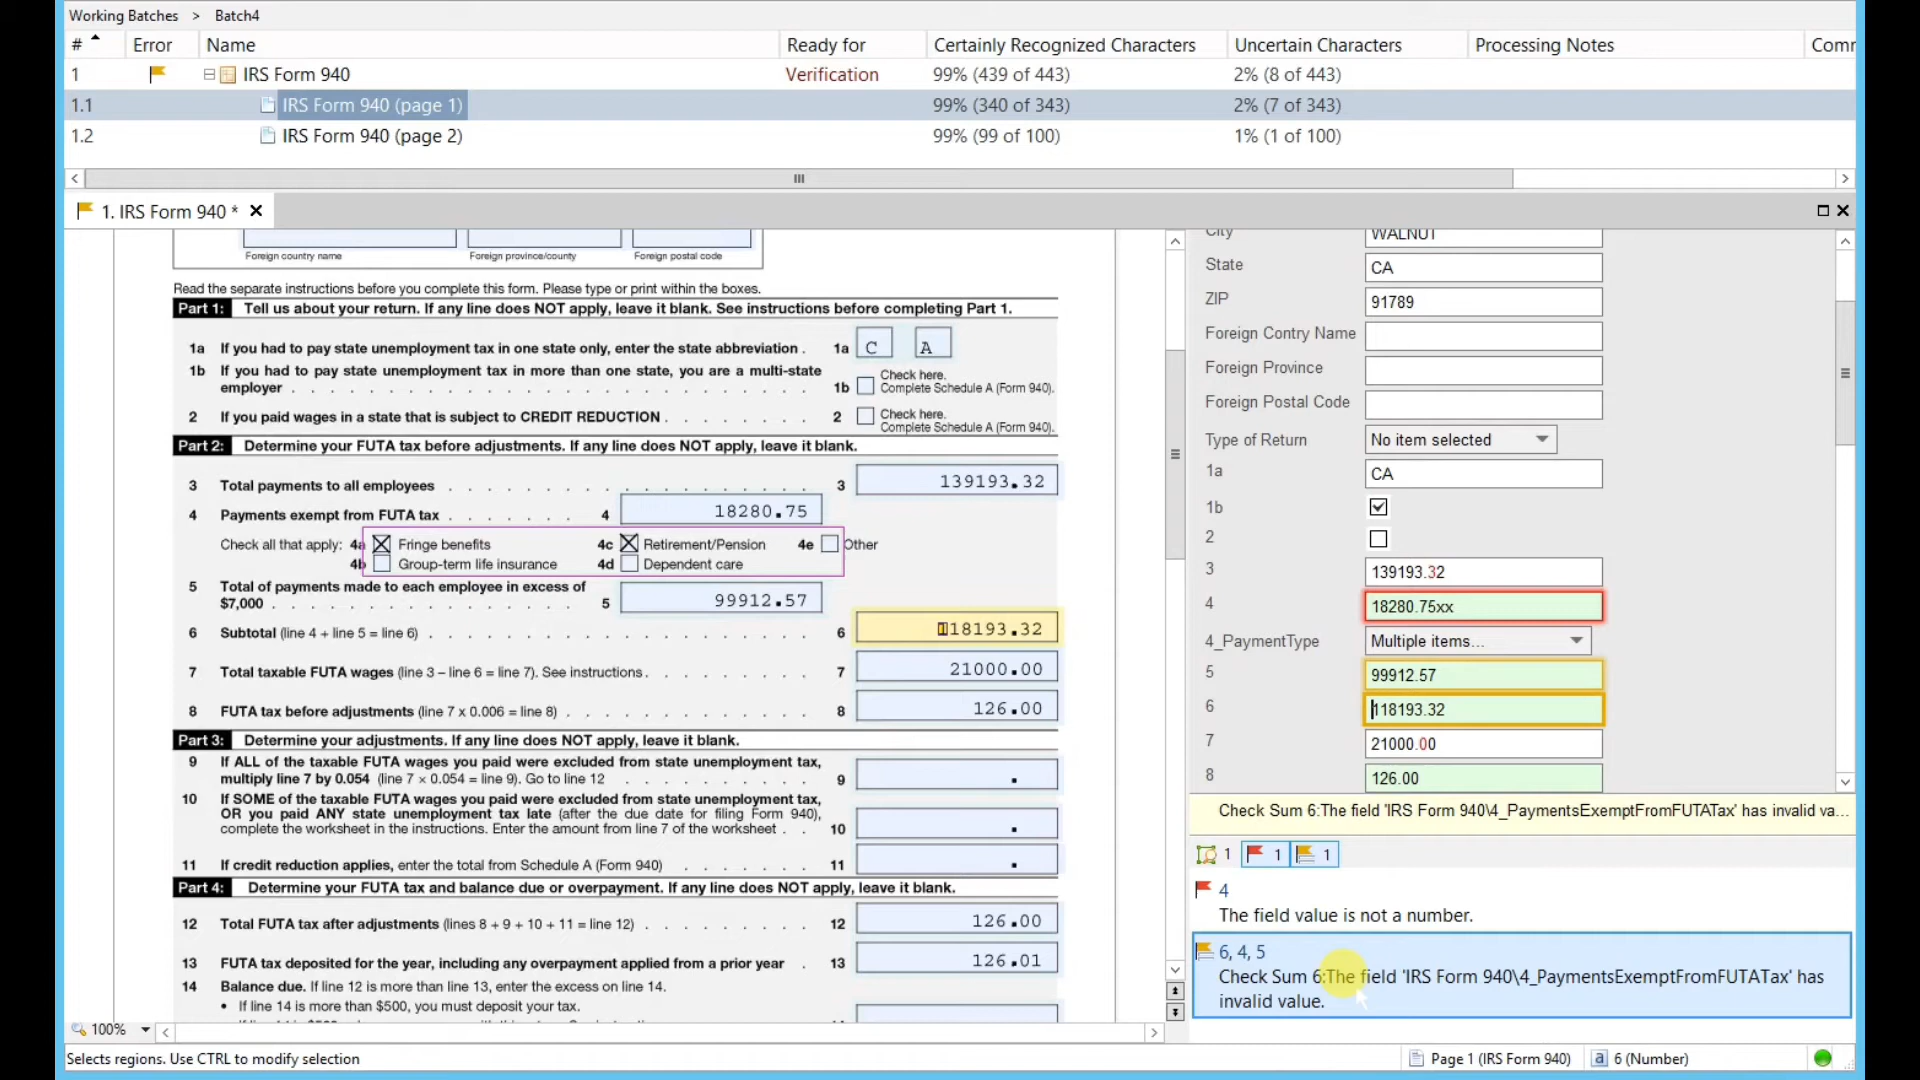 Working Batches > Batch4
# Error Name Ready for Certainly Recognized Characters Uncertain Characters Processing Notes Comr
1 IRS Form 940 Verification 99% (439 of 443) 2% (8 of 443)
1.1 IRS Form 940 (page 1) 99% (340 of 343) 2% (7 of 343)
1.2 IRS Form 940 (page 2) 99% (99 of 100) 1% (1 of 100)
1. IRS Form 940 *
Foreign country name Foreign province/county Foreign postal code
Read the separate instructions before you complete this form. Please type or print within the boxes.
Part 1: Tell us about your return. If any line does NOT apply, leave it blank. See instructions before completing Part 1.
1a If you had to pay state unemployment tax in one state only, enter the state abbreviation . 1a C A
1b If you had to pay state unemployment tax in more than one state, you are a multi-state
employer . . . . . . . . . . . . . . . . . . . 1b Check here.
Complete Schedule A (Form 940).
2 If you paid wages in a state that is subject to CREDIT REDUCTION . . . . . . . 2 Check here.
Complete Schedule A (Form 940).
Part 2: Determine your FUTA tax before adjustments. If any line does NOT apply, leave it blank.
3 Total payments to all employees . . . . . . . . . . . . . . . 3 139193.32
4 Payments exempt from FUTA tax . . . . . . . 4 18280.75
Check all that apply: 4a Fringe benefits 4c Retirement/Pension 4e Other
4b Group-term life insurance 4d Dependent care
5 Total of payments made to each employee in excess of
$7,000 . . . . . . . . . . . . . . 5 99912.57
6 Subtotal (line 4 + line 5 = line 6) . . . . . . . . . . . . . . . . 6 118193.32
7 Total taxable FUTA wages (line 3 – line 6 = line 7). See instructions . . . . . . . 7 21000.00
8 FUTA tax before adjustments (line 7 x 0.006 = line 8) . . . . . . . . . . . 8 126.00
Part 3: Determine your adjustments. If any line does NOT apply, leave it blank.
9 If ALL of the taxable FUTA wages you paid were excluded from state unemployment tax,
multiply line 7 by 0.054 (line 7 × 0.054 = line 9). Go to line 12 . . . . . . . . 9 .
10 If SOME of the taxable FUTA wages you paid were excluded from state unemployment tax,
OR you paid ANY state unemployment tax late (after the due date for filing Form 940),
complete the worksheet in the instructions. Enter the amount from line 7 of the worksheet . . 10 .
11 If credit reduction applies, enter the total from Schedule A (Form 940) . . . . . . 11 .
Part 4: Determine your FUTA tax and balance due or overpayment. If any line does NOT apply, leave it blank.
12 Total FUTA tax after adjustments (lines 8 + 9 + 10 + 11 = line 12) . . . . . . . 12 126.00
13 FUTA tax deposited for the year, including any overpayment applied from a prior year . 13 126.01
14 Balance due. If line 12 is more than line 13, enter the excess on line 14.
• If line 14 is more than $500, you must deposit your tax.
100%
City WALNUT
State CA
ZIP 91789
Foreign Contry Name
Foreign Province
Foreign Postal Code
Type of Return No item selected
1a CA
1b
2
3 139193.32
4 18280.75xx
4_PaymentType Multiple items...
5 99912.57
6 118193.32
7 21000.00
8 126.00
Check Sum 6:The field 'IRS Form 940\4_PaymentsExemptFromFUTATax' has invalid va...
1 1 1
4
The field value is not a number.
6, 4, 5
Check Sum 6:The field 'IRS Form 940\4_PaymentsExemptFromFUTATax' has
invalid value.
Selects regions. Use CTRL to modify selection Page 1 (IRS Form 940) a 6 (Number)